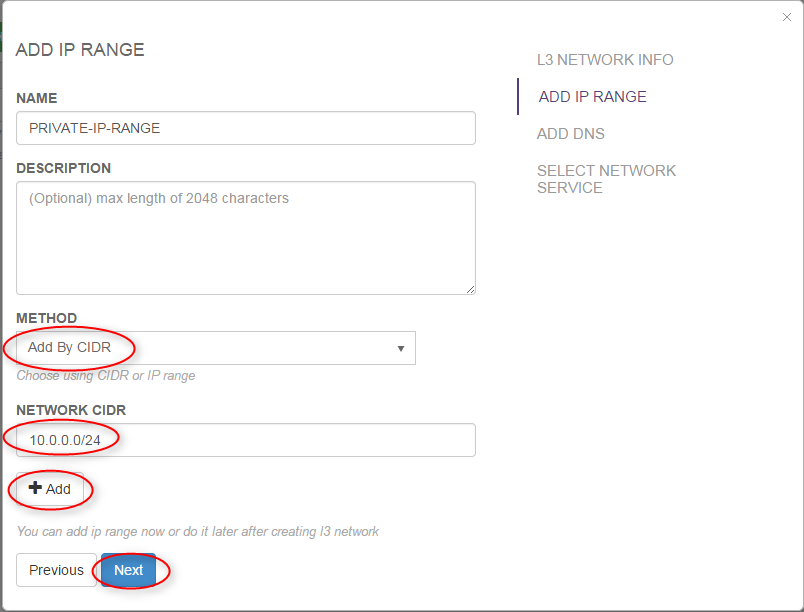 ADD IP RANGE
NAME
PRIVATE-IP-RANGE
DESCRIPTION
(Optional) max length of 2048 characters
METHOD
Add By CIDR
Choose using CIDR or IP range
NETWORK CIDR
10.0.0.0/24
Add
You can add ip range now or do it later after creating l3 network
Previous
Next
L3 NETWORK INFO
ADD IP RANGE
ADD DNS
SELECT NETWORK
SERVICE